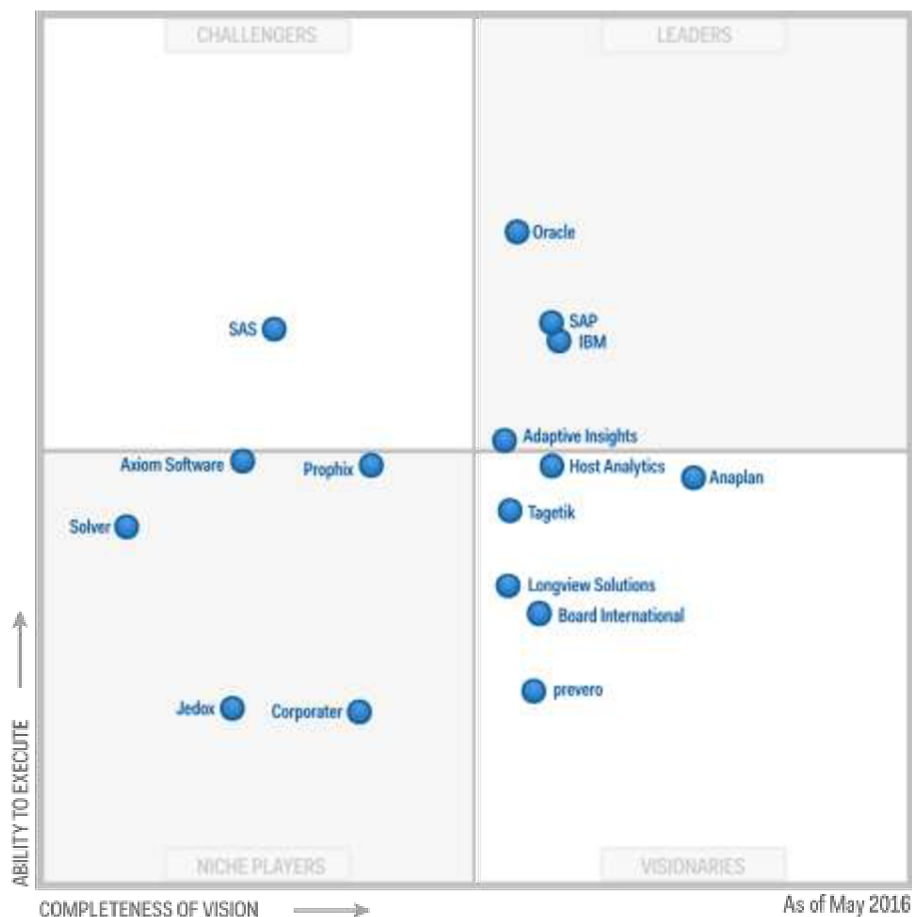 CHALLENGERS
LEADERS
Oracle
SAS
SAP
IBM
Adaptive Insights
Axiom Software
Prophix
Host Analytics
Anaplan
Solver
Tagetik
Longview Solutions
Board International
prevero
Jedox
Corporater
ABILITY TO EXECUTE
NICHE PLAYERS
VISIONARIES
COMPLETENESS OF VISION
As of May 2016